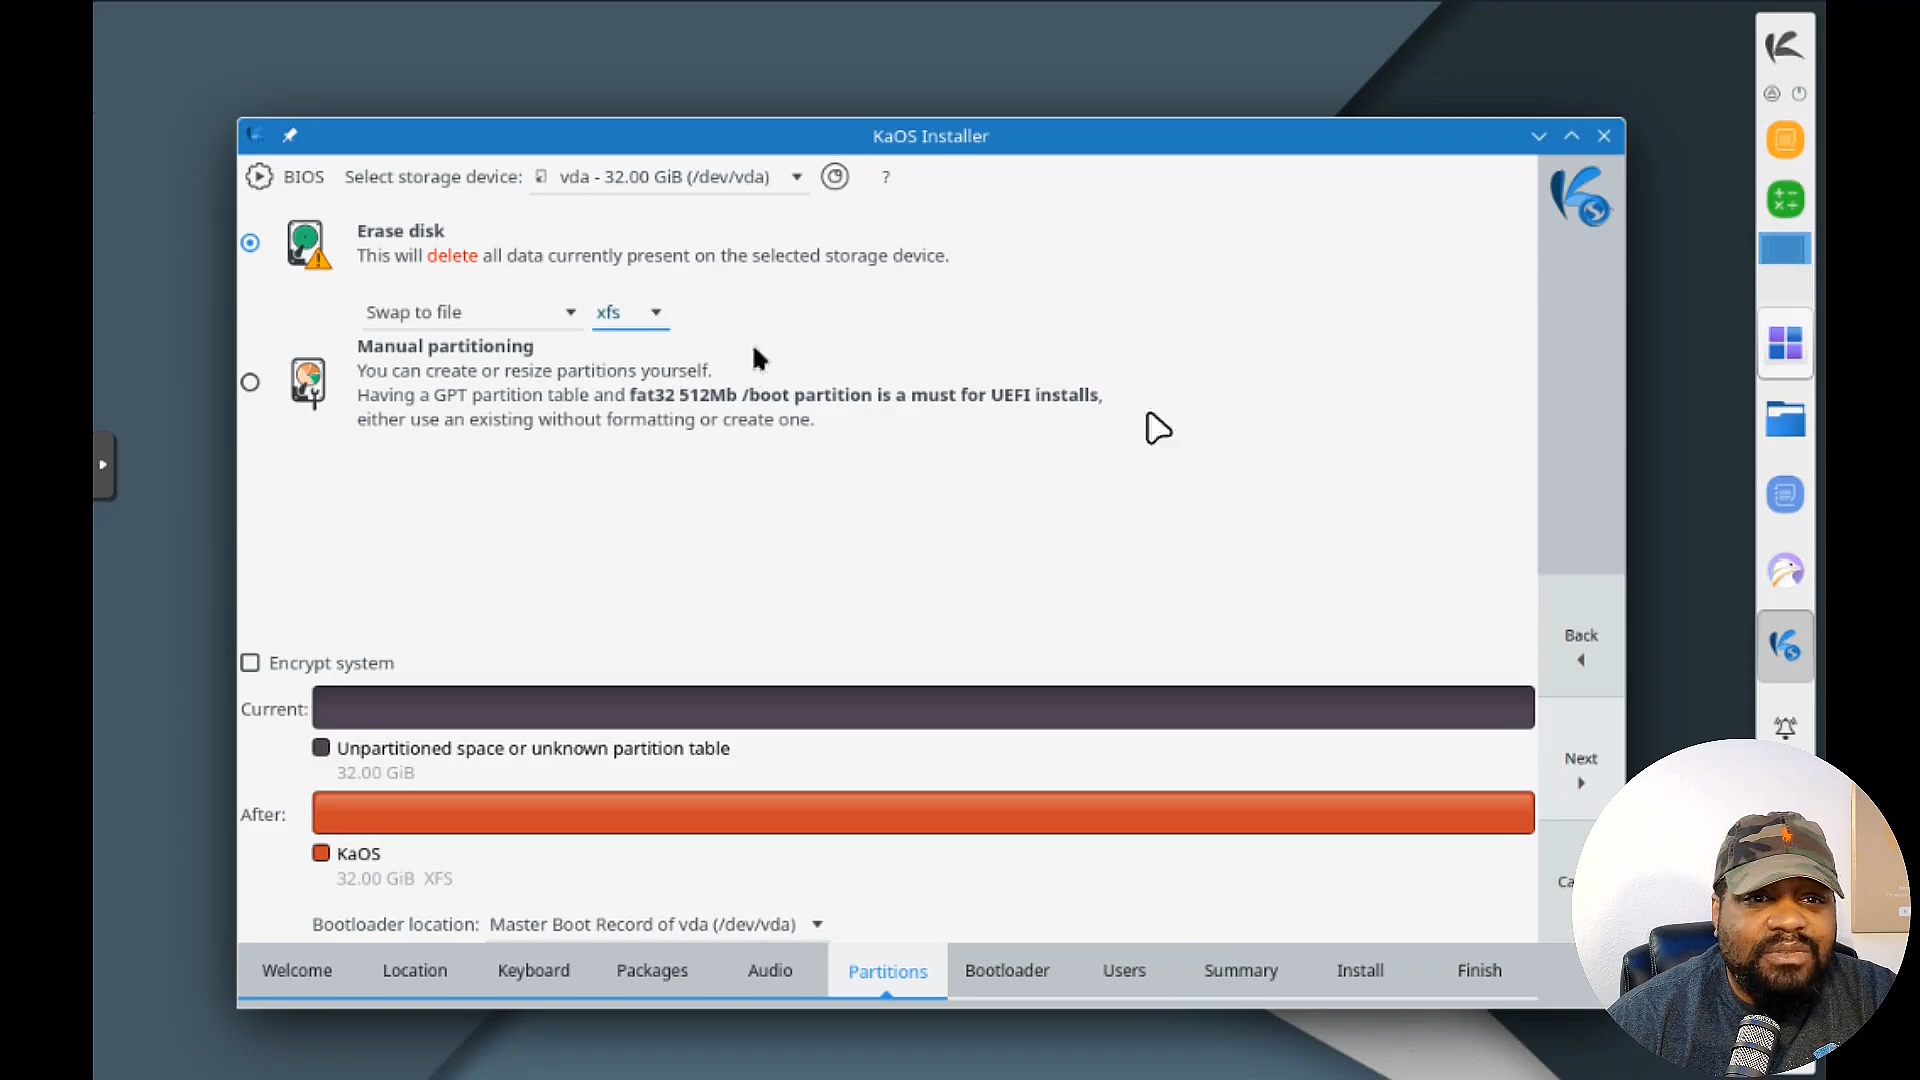 KaOS Installer
BIOS Select storage device: vda - 32.00 GiB (/dev/vda) ?
Erase disk
This will delete all data currently present on the selected storage device.
Swap to file xfs
Manual partitioning
You can create or resize partitions yourself.
Having a GPT partition table and fat32 512Mb /boot partition is a must for UEFI installs,
either use an existing without formatting or create one.
Back
Encrypt system
Current:
Unpartitioned space or unknown partition table
32.00 GiB
Next
After:
KaOS
32.00 GiB XFS
Ca
Bootloader location: Master Boot Record of vda (/dev/vda)
Welcome Location Keyboard Packages Audio Partitions Bootloader Users Summary Install Finish